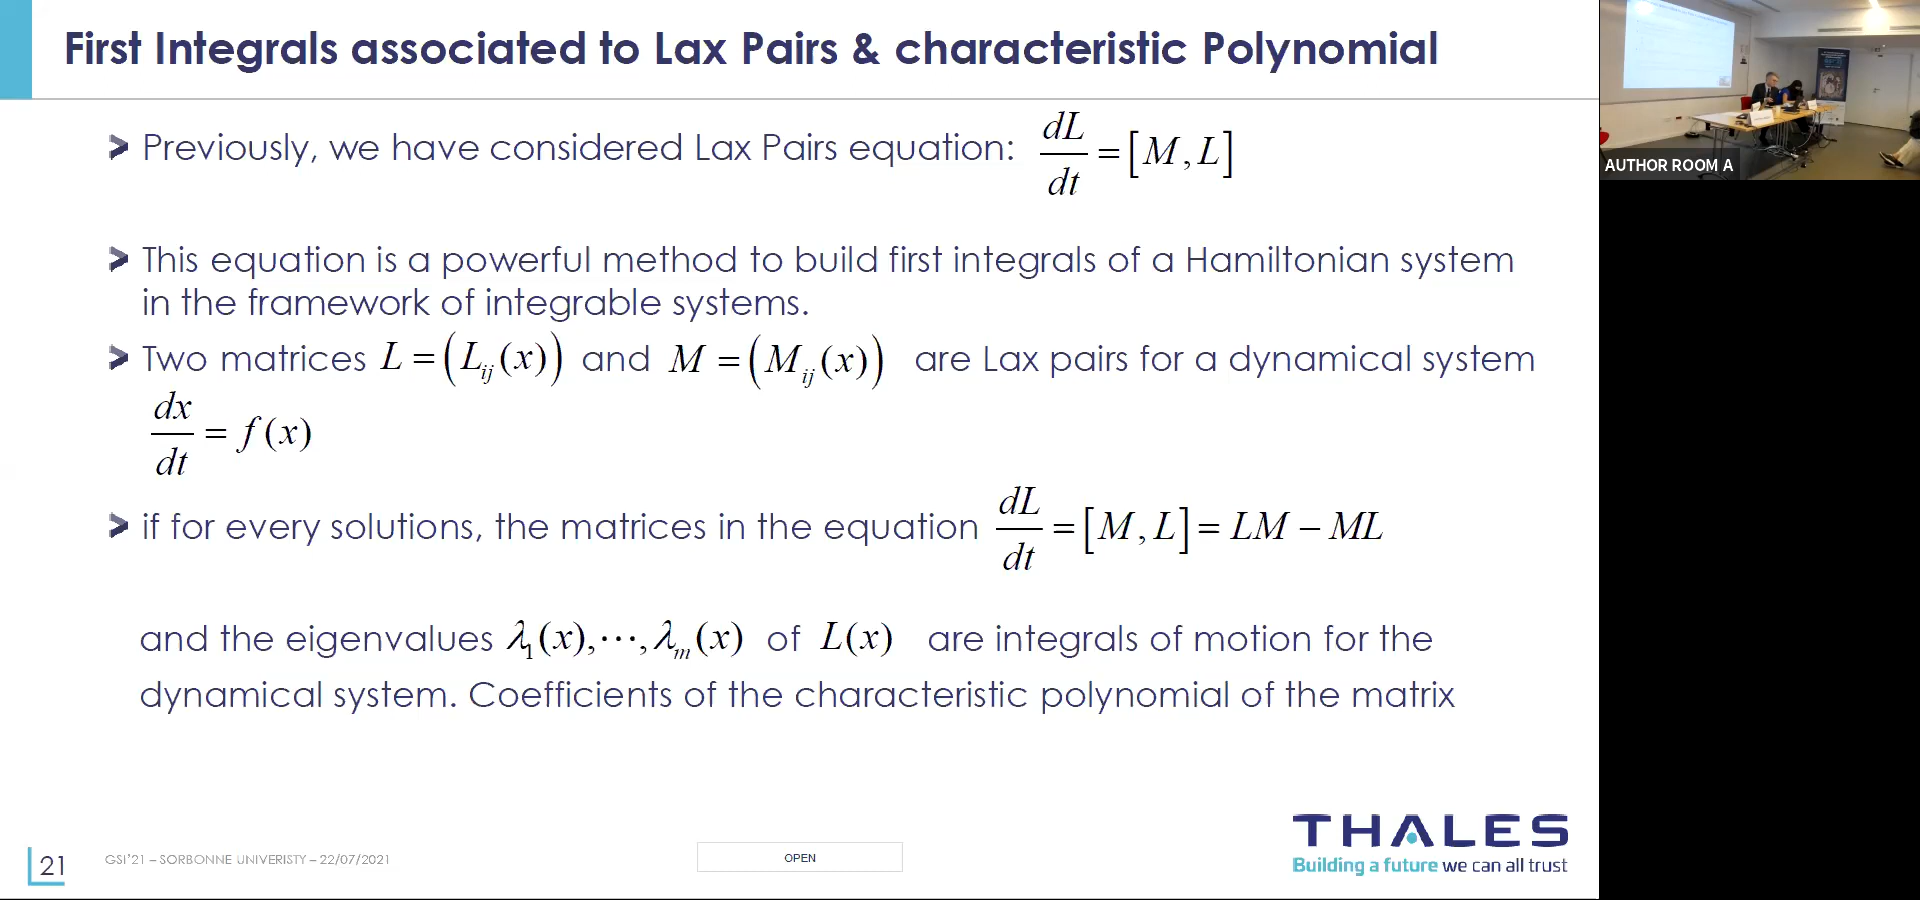 First Integrals associated to Lax Pairs & characteristic Polynomial
Previously, we have considered Lax Pairs equation: dL/dt = [M, L]
This equation is a powerful method to build first integrals of a Hamiltonian system
in the framework of integrable systems.
Two matrices L = (L_ij(x)) and M = (M_ij(x)) are Lax pairs for a dynamical system
dx/dt = f(x)
if for every solutions, the matrices in the equation dL/dt = [M, L] = LM − ML
and the eigenvalues λ_1(x), ⋯, λ_m(x) of L(x) are integrals of motion for the
dynamical system. Coefficients of the characteristic polynomial of the matrix
21
GSI'21 – SORBONNE UNIVERISTY – 22/07/2021
OPEN
THALES
Building a future we can all trust
AUTHOR ROOM A